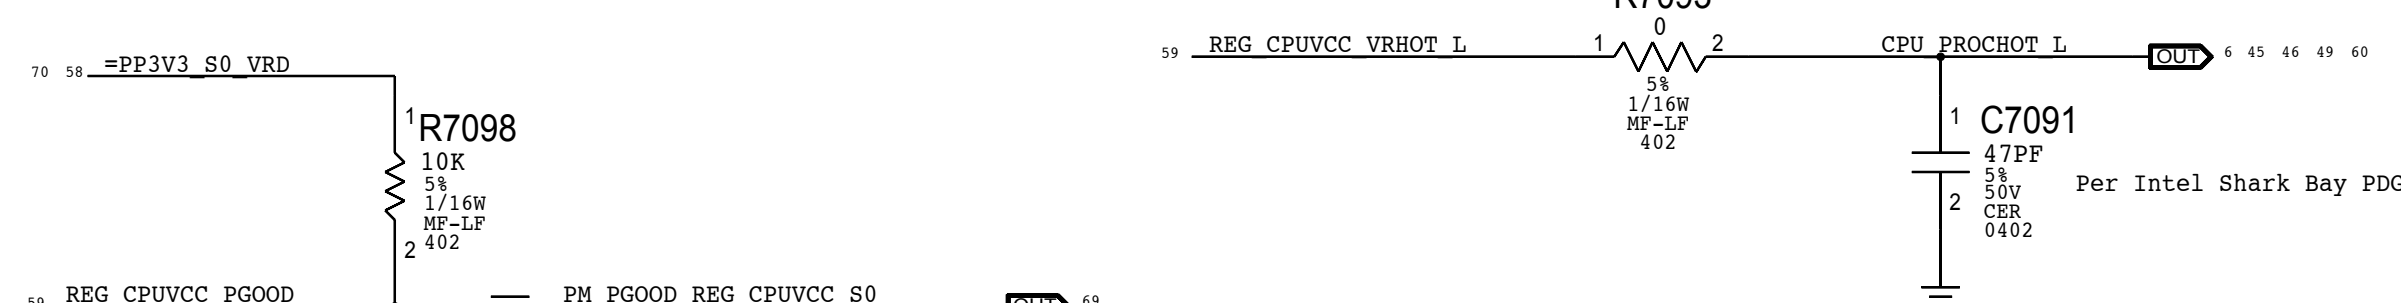 70 58 =PP3V3_S0_VRD
1
R7098
10K
5%
1/16W
MF-LF
402
2
59 REG_CPUVCC_PGOOD
PM_PGOOD_REG_CPUVCC_S0
OUT 69
0
59 REG_CPUVCC_VRHOT_L 1 2 CPU_PROCHOT_L OUT 6 45 46 49 60
5%
1/16W
MF-LF
402
1
C7091
47PF
5%
50V
CER
0402
2
Per Intel Shark Bay PDG